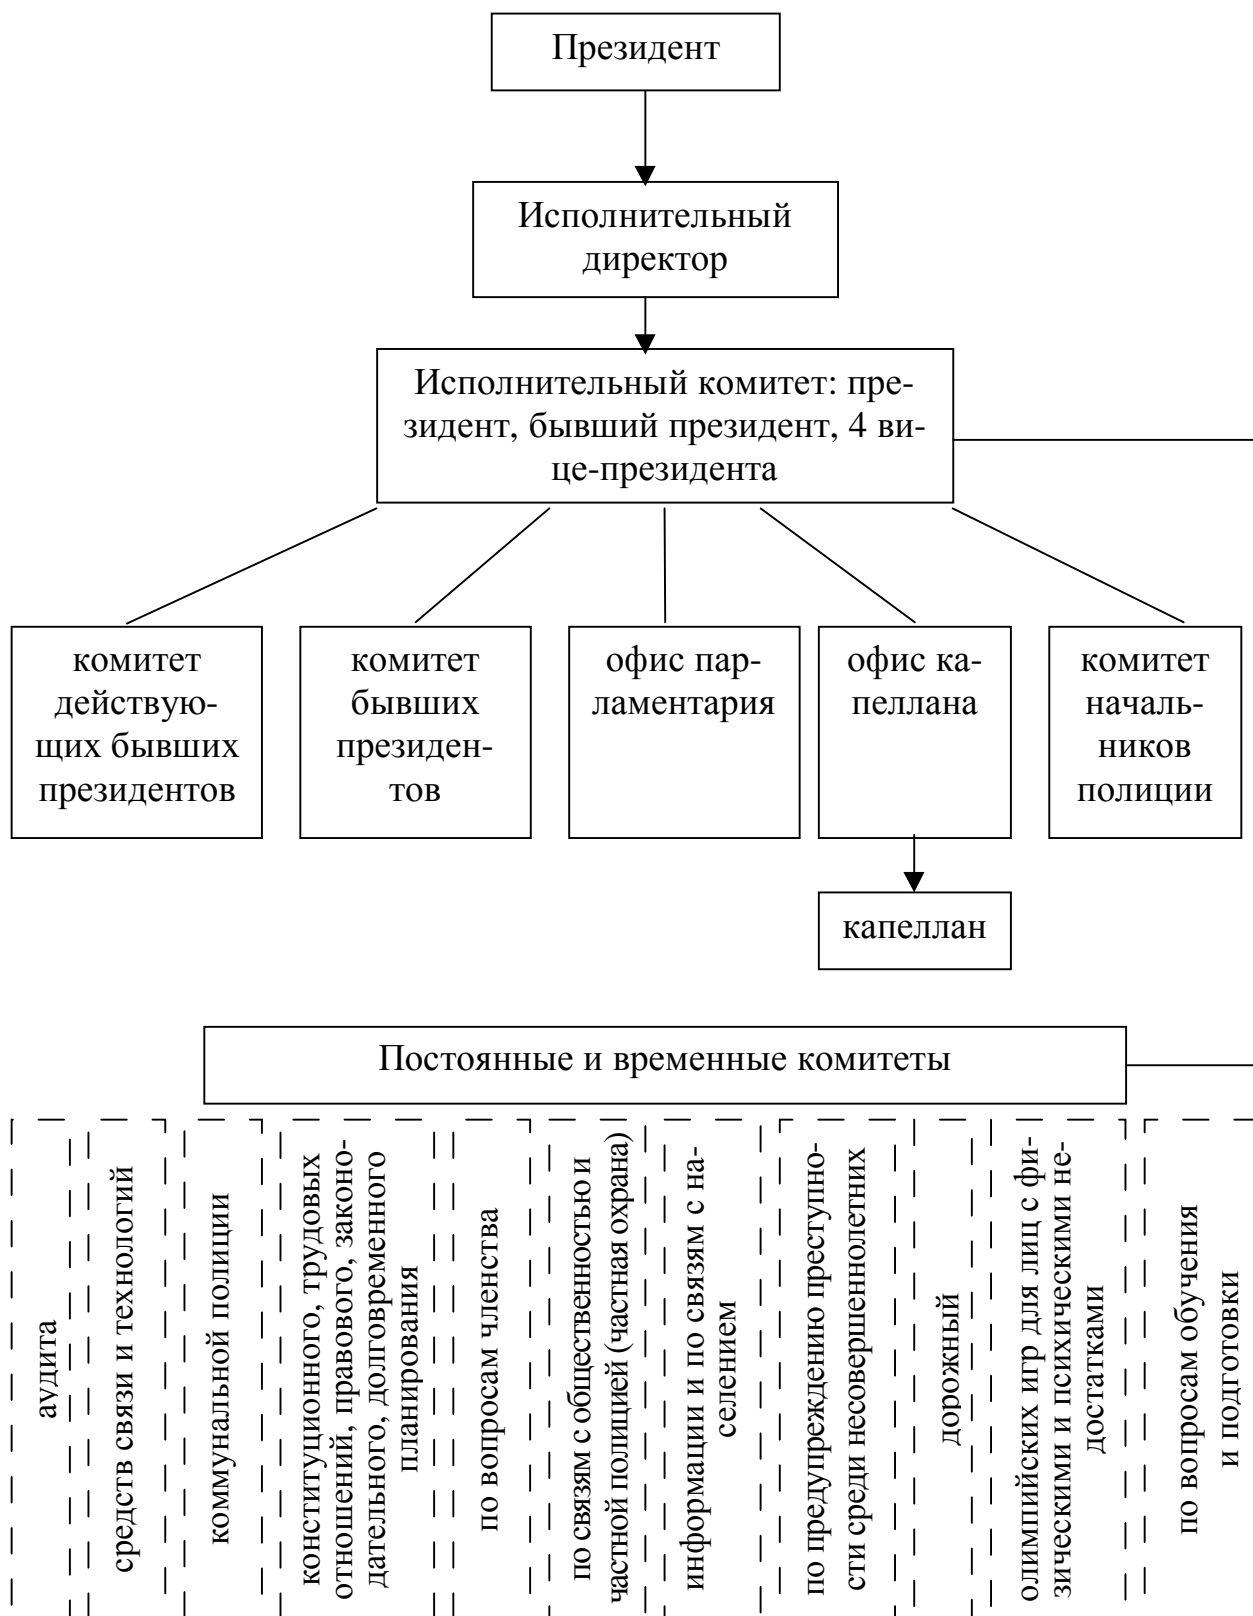 Президент
Исполнительный
директор
Исполнительный комитет: пре-
зидент, бывший президент, 4 ви-
це-президента
комитет
действую-
щих бывших
президентов
комитет
бывших
президен-
тов
офис пар-
ламентария
офис ка-
пеллана
комитет
началь-
ников
полиции
капеллан
Постоянные и временные комитеты
аудита
средств связи и технологий
коммунальной полиции
конституционного, трудовых
отношений, правового, законо-
дательного, долговременного
планирования
по вопросам членства
по связям с общественностью и
частной полицией (частная охрана)
информации и по связям с на-
селением
по предупреждению преступно-
сти среди несовершеннолетних
дорожный
олимпийских игр для лиц с фи-
зическими и психическими не-
достатками
по вопросам обучения
и подготовки